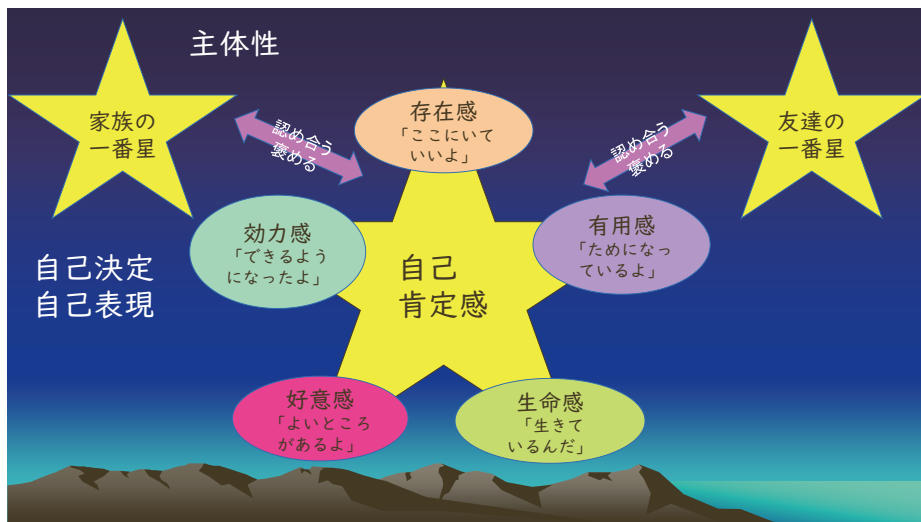 主体性
家族の
一番星
認め合う
褒める
存在感
「ここにいて
いいよ」
認め合う
褒める
友達の
一番星
効力感
「できるよう
になったよ」
有用感
「ためになっ
ているよ」
自己決定
自己表現
自己
肯定感
好意感
「よいところ
があるよ」
生命感
「生きて
いるんだ」